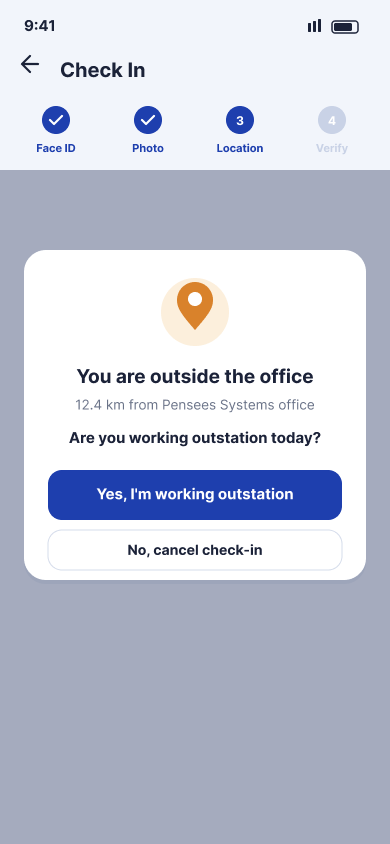 9:41
Check In
3
4
Face ID
Photo
Location
Verify
You are outside the office
12.4 km from Pensees Systems office
Are you working outstation today?
Yes, I'm working outstation
No, cancel check-in